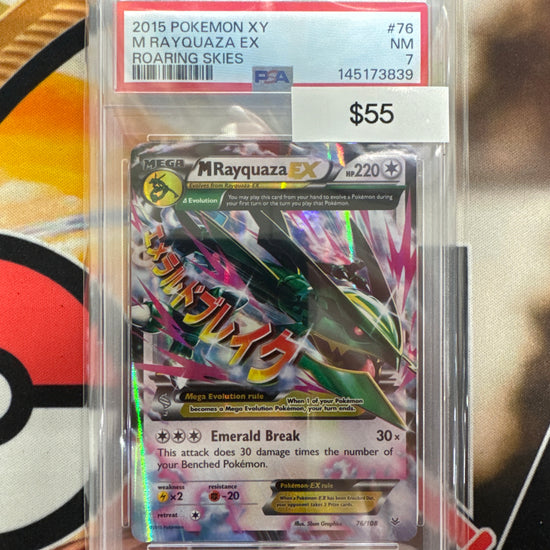 2015 POKEMON XY #76
M RAYQUAZA EX NM
ROARING SKIES 7
PSA 145173839
$55
MEGA MRayquaza EX HP220
Evolves from Rayquaza-EX
Δ Evolution You may play this card from your hand to evolve a Pokémon during
your first turn or the turn you play that Pokémon.
エメラルドブレイク
Mega Evolution rule When 1 of your Pokémon
becomes a Mega Evolution Pokémon, your turn ends.
Emerald Break 30×
This attack does 30 damage times the number of
your Benched Pokémon.
weakness resistance Pokémon-EX rule
×2 -20 When a Pokémon-EX has been Knocked Out,
your opponent takes 2 Prize cards.
retreat Illus. 5ban Graphics 76/108
©2015 Pokémon